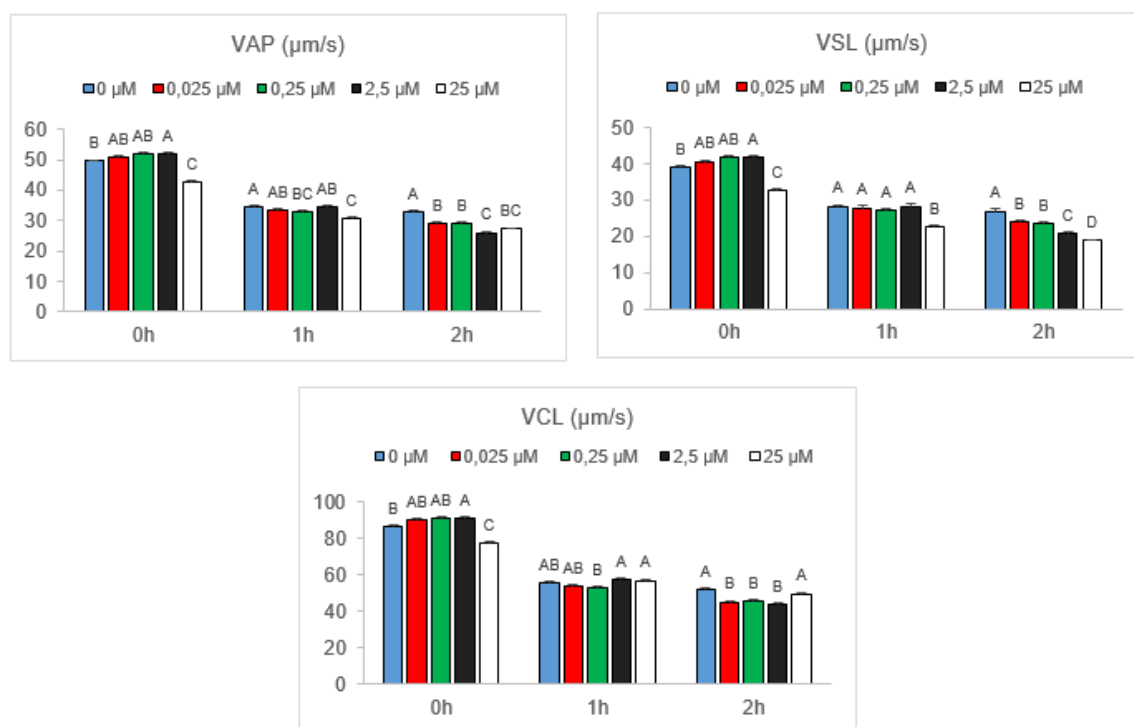 VAP (µm/s)
0 µM 0,025 µM 0,25 µM 2,5 µM 25 µM
60
50
40
30
20
10
0
B AB AB A C
A AB BC AB C
A B B C BC
0h 1h 2h
VSL (µm/s)
0 µM 0,025 µM 0,25 µM 2,5 µM 25 µM
50
40
30
20
10
0
B AB AB A C
A A A A B
A B B C D
0h 1h 2h
VCL (µm/s)
0 µM 0,025 µM 0,25 µM 2,5 µM 25 µM
100
80
60
40
20
0
B AB AB A C
AB AB B A A
A B B B A
0h 1h 2h